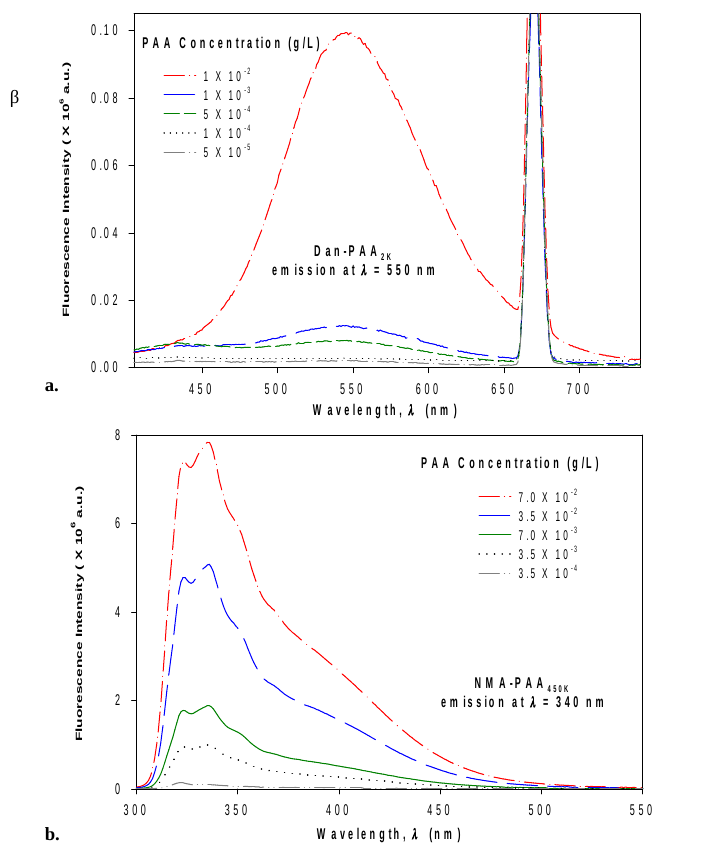 β
PAA Concentration (g/L)
1 X 10⁻²
1 X 10⁻³
5 X 10⁻⁴
1 X 10⁻⁴
5 X 10⁻⁵
Fluorescence Intensity ( X 10⁶ a.u.)
0.10
0.08
0.06
0.04
0.02
0.00
Dan-PAA₂ₖ
emission at λ = 550 nm
450 500 550 600 650 700
Wavelength, λ (nm)
a.
PAA Concentration (g/L)
7.0 X 10⁻²
3.5 X 10⁻²
7.0 X 10⁻³
3.5 X 10⁻³
3.5 X 10⁻⁴
Fluorescence Intensity ( X 10⁶ a.u.)
8
6
4
2
0
NMA-PAA₄₅₀ₖ
emission at λ = 340 nm
300 350 400 450 500 550
Wavelength, λ (nm)
b.